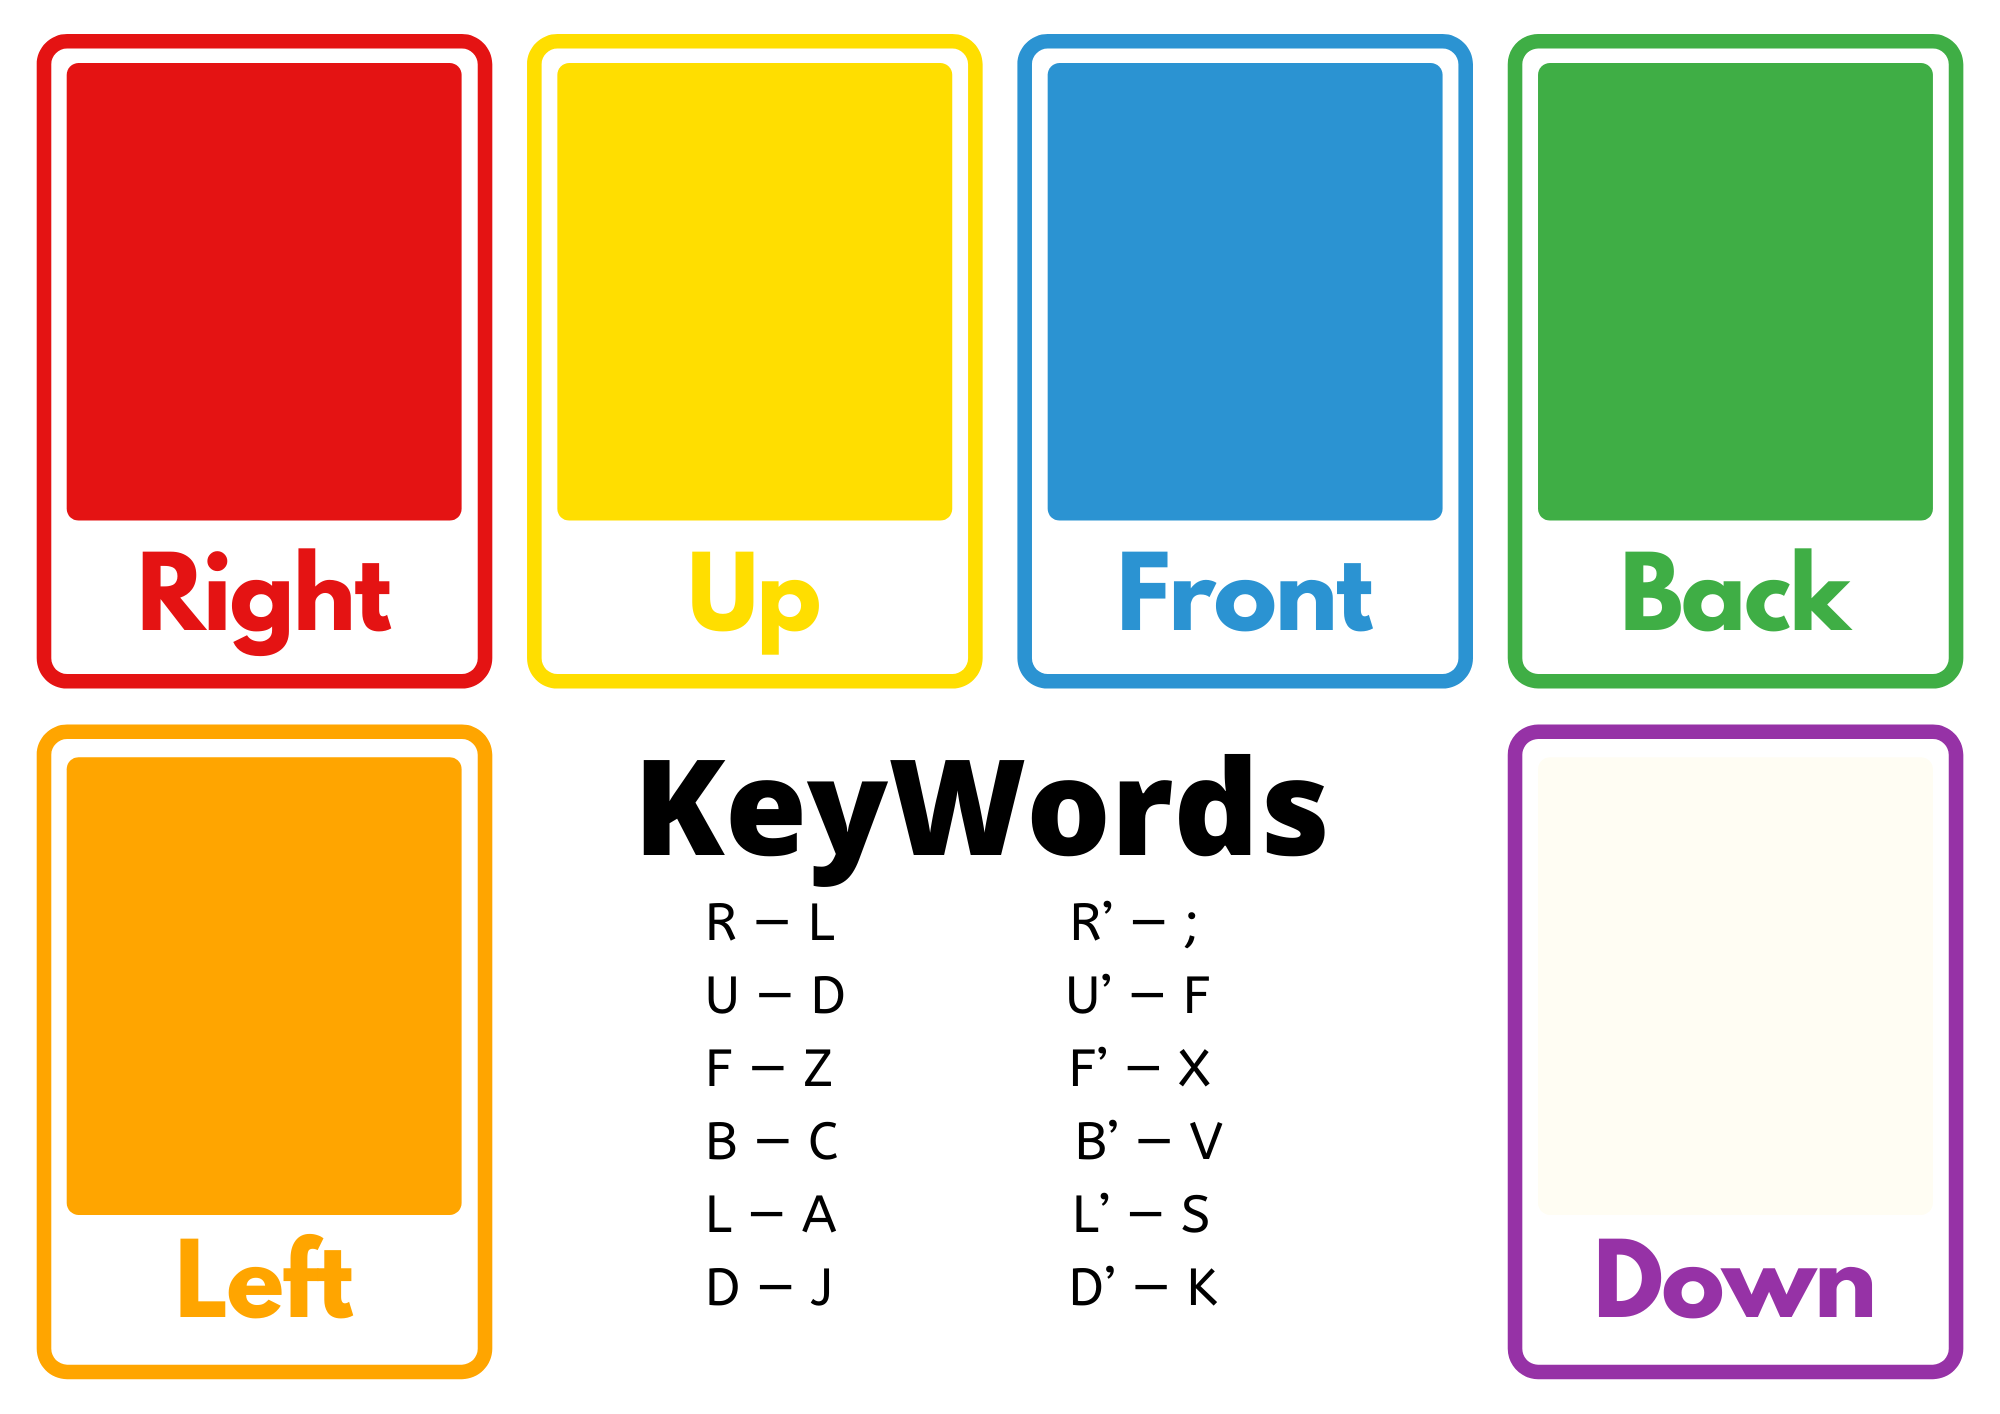 Right
Up
Front
Back
Left
KeyWords
R – L
R’ – ;
U – D
U’ – F
F – Z
F’ – X
B – C
B’ – V
L – A
L’ – S
D – J
D’ – K
Down